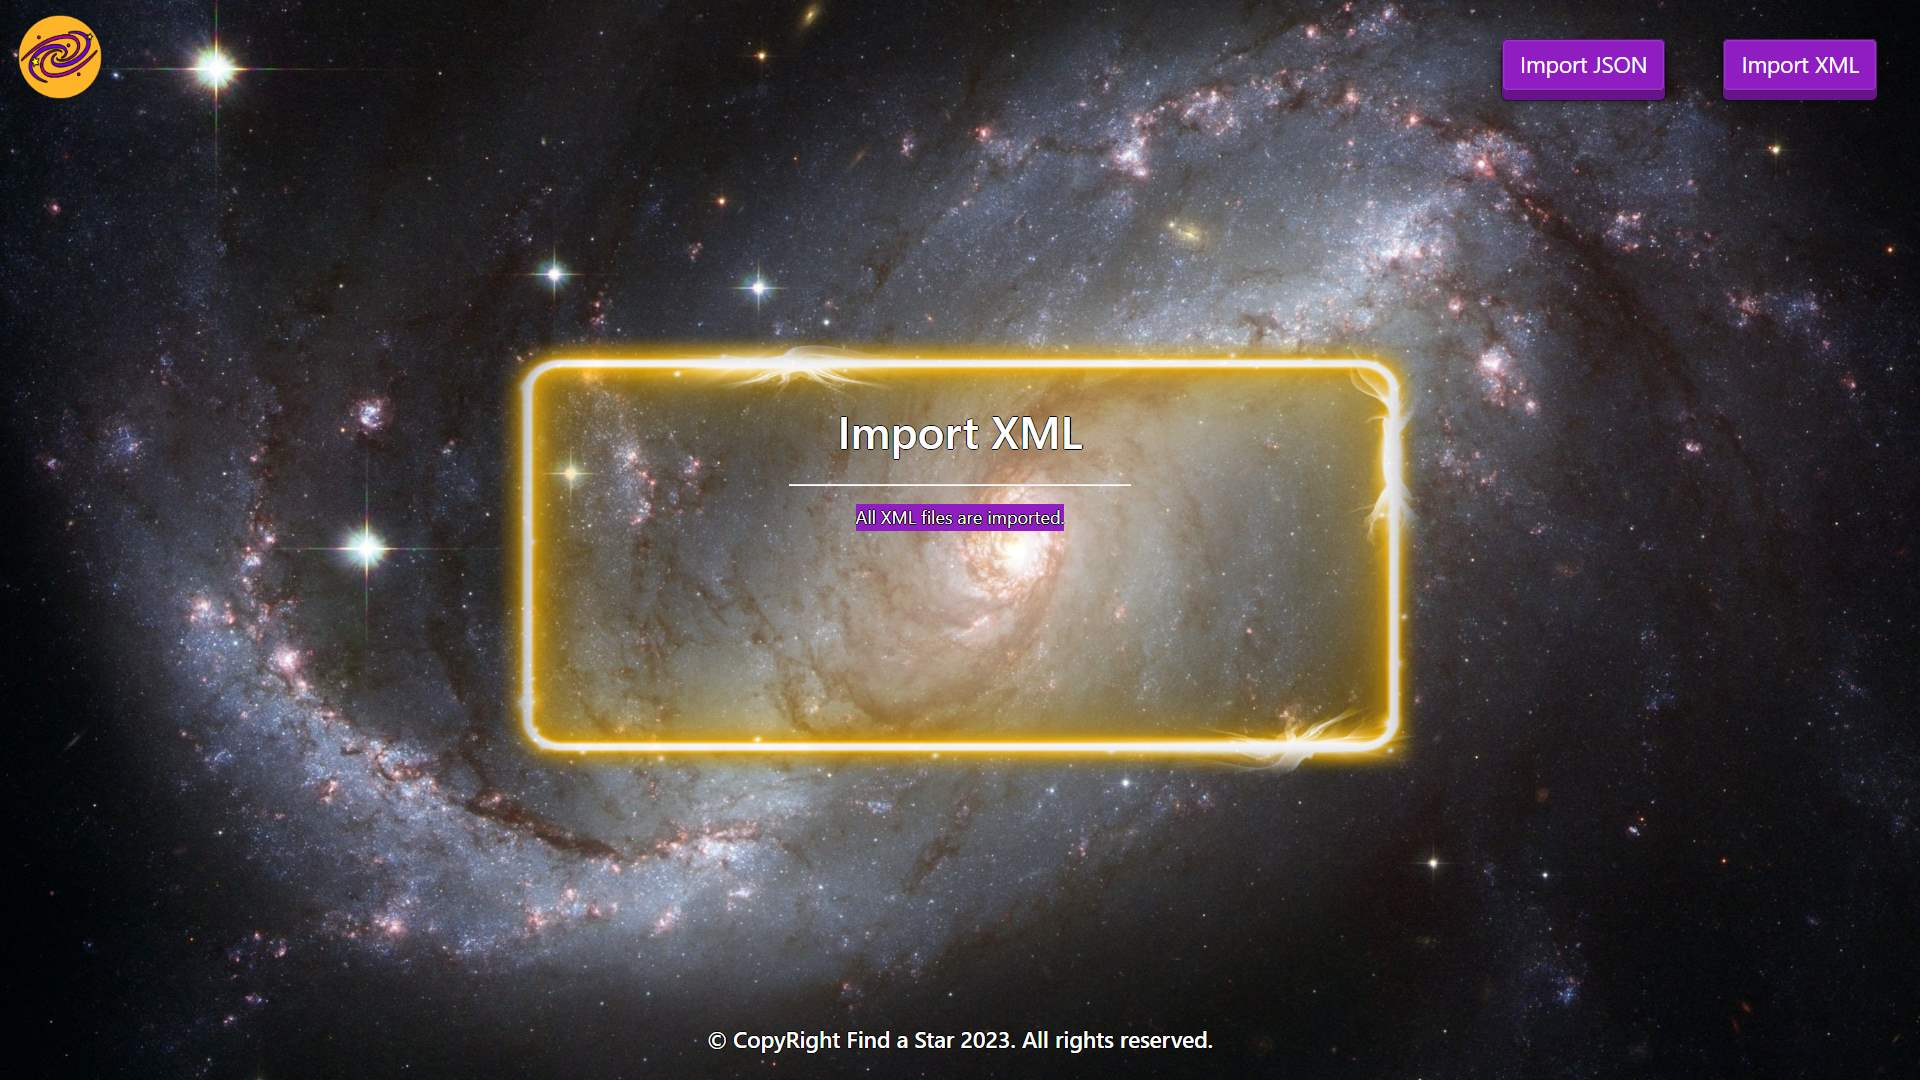 Import JSON
Import XML
Import XML
All XML files are imported.
© CopyRight Find a Star 2023. All rights reserved.